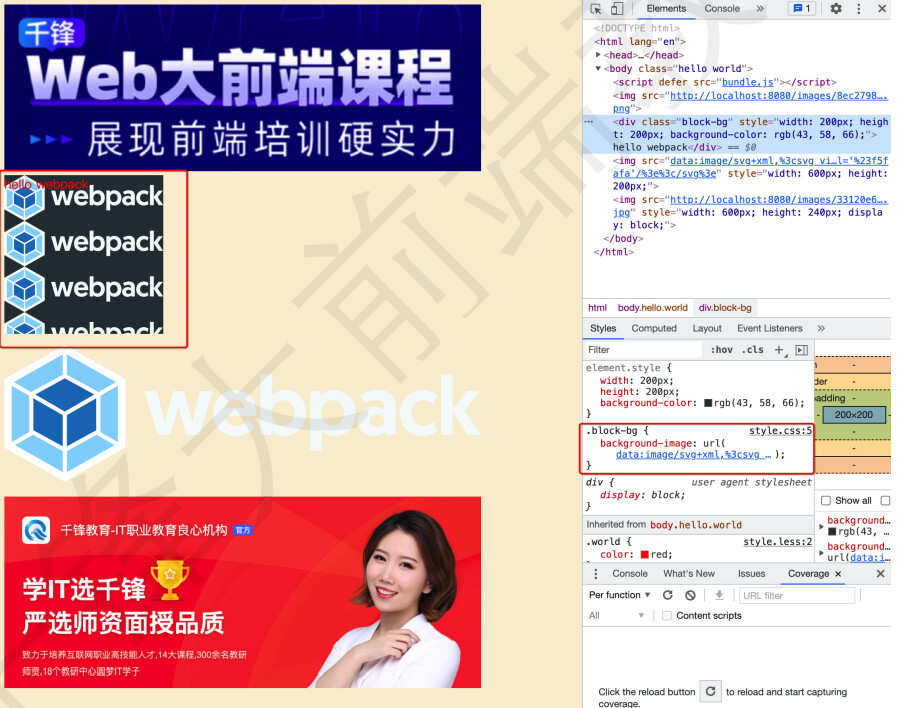 千锋
Web大前端课程
展现前端培训硬实力
hello webpack
webpack
webpack
webpack
webpack
webpack
千锋教育-IT职业教育良心机构 官方
学IT选千锋
严选师资面授品质
致力于培养互联网职业高技能人才,14大课程,300余名教研
师资,18个教研中心圆梦IT学子
Elements Console » 1
<!DOCTYPE html>
<html lang="en">
<head>…</head>
<body class="hello world">
<script defer src="bundle.js"></script>
<img src="http://localhost:8080/images/8ec2798….
png">
<div class="block-bg" style="width: 200px; heigh
t: 200px; background-color: rgb(43, 58, 66);">
hello webpack</div> == $0
<img src="data:image/svg+xml,%3csvg vi…l='%23f5f
afa'/%3e%3c/svg%3e" style="width: 600px; height:
200px;">
<img src="http://localhost:8080/images/33120e6….
jpg" style="width: 600px; height: 240px; displa
y: block;">
</body>
</html>
html body.hello.world div.block-bg
Styles Computed Layout Event Listeners »
Filter :hov .cls +
element.style {
width: 200px;
height: 200px;
background-color: rgb(43, 58, 66);
}
.block-bg { style.css:5
background-image: url(
data:image/svg+xml,%3csvg … );
}
div { user agent stylesheet
display: block;
}
Inherited from body.hello.world
.world { style.less:2
color: red;
adding -
200×200
Show all
background…
rgb(43, …
background…
url(data:i…
Console What's New Issues Coverage ×
Per function URL filter
All Content scripts
Click the reload button to reload and start capturing
coverage.